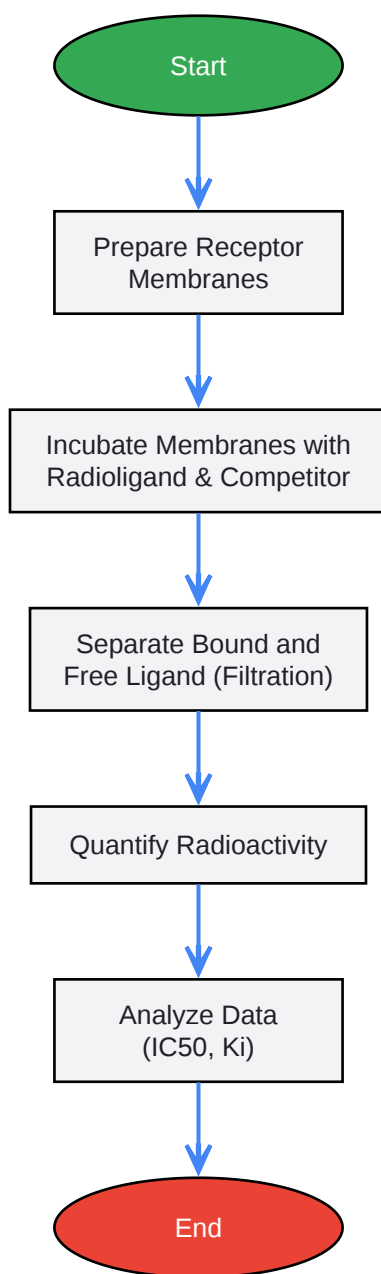 Start
Prepare Receptor
Membranes
Incubate Membranes with
Radioligand & Competitor
Separate Bound and
Free Ligand (Filtration)
Quantify Radioactivity
Analyze Data
(IC50, Ki)
End